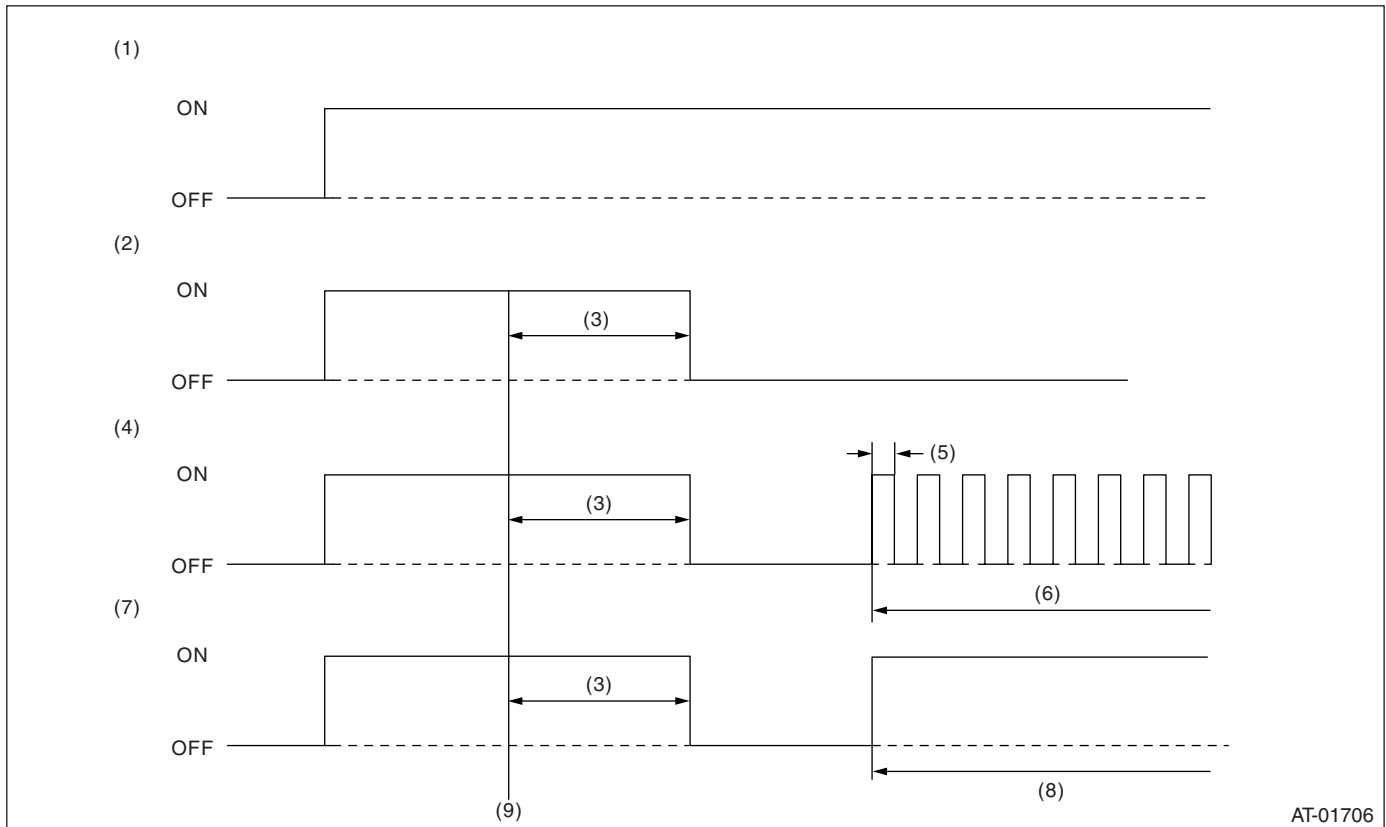 (1)
ON
OFF
(2)
ON
(3)
OFF
(4)
ON
(5)
(3)
OFF
(6)
(7)
ON
(3)
OFF
(8)
(9)
AT-01706